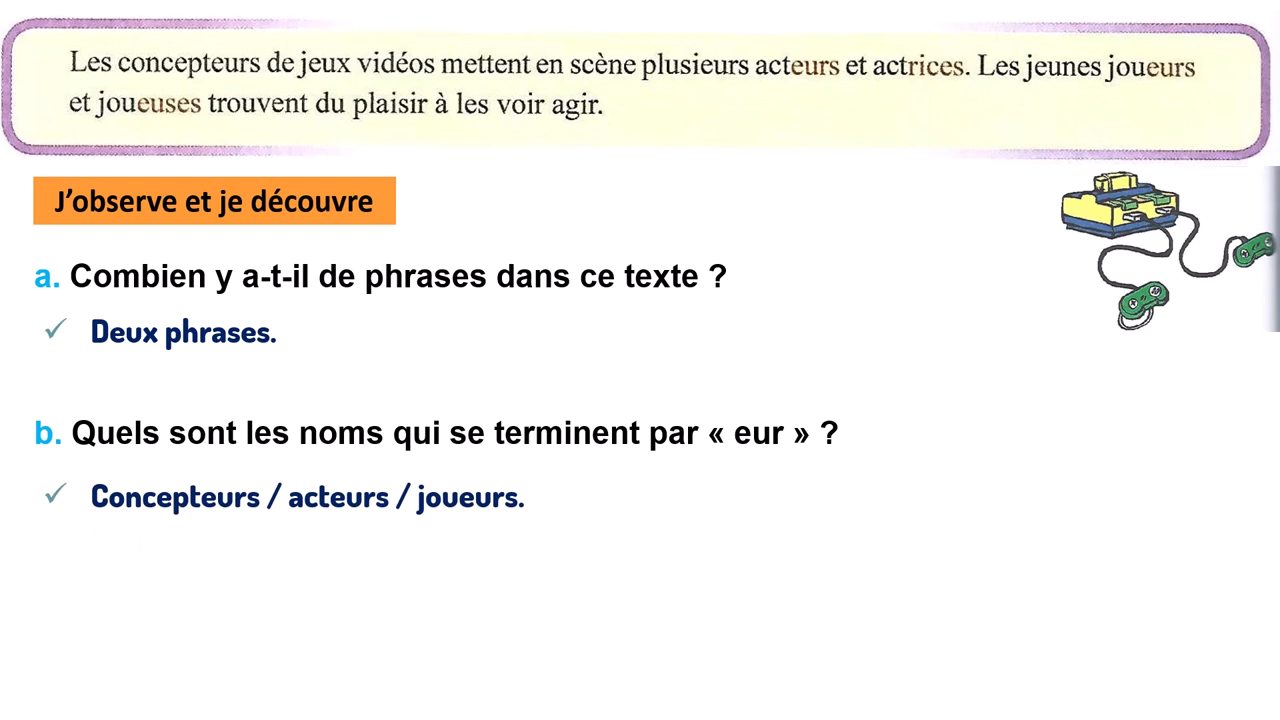 Les concepteurs de jeux vidéos mettent en scène plusieurs acteurs et actrices. Les jeunes joueurs
et joueuses trouvent du plaisir à les voir agir.
J’observe et je découvre
a. Combien y a-t-il de phrases dans ce texte ?
✓ Deux phrases.
b. Quels sont les noms qui se terminent par « eur » ?
✓ Concepteurs / acteurs / joueurs.